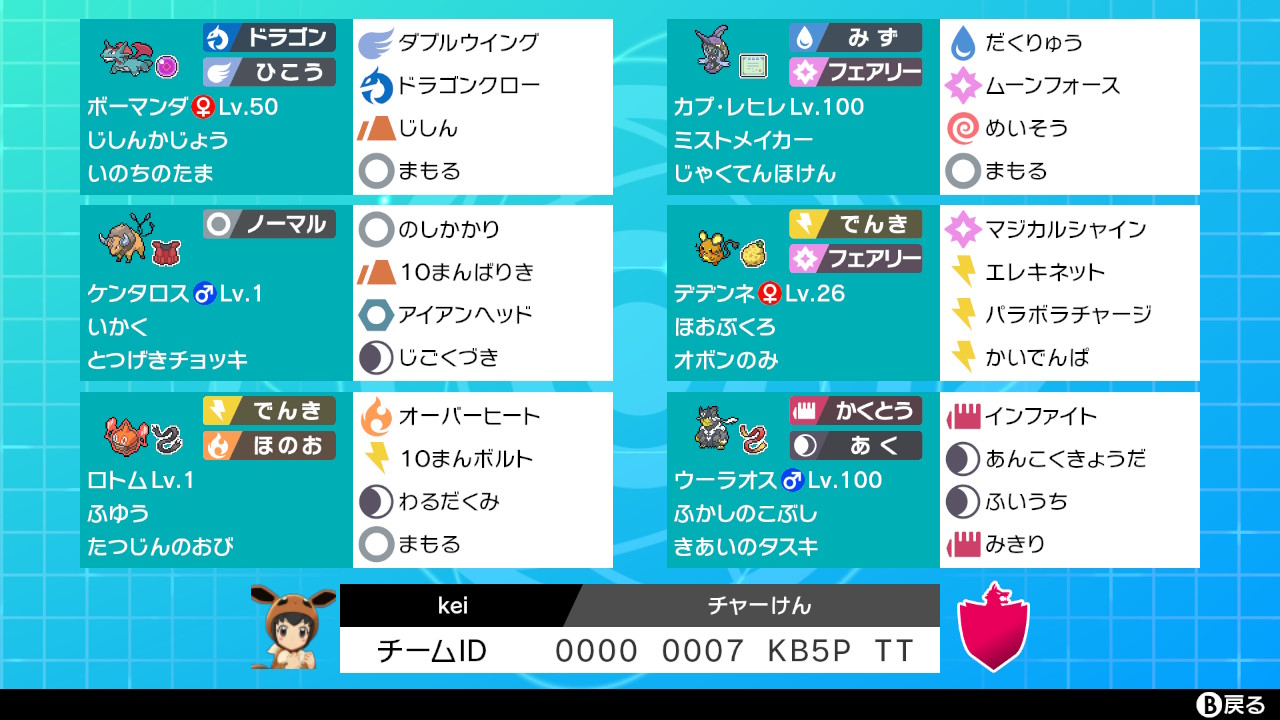 ドラゴン
ひこう
ボーマンダ♀Lv.50
じしんかじょう
いのちのたま
ダブルウイング
ドラゴンクロー
じしん
まもる
みず
フェアリー
カプ・レヒレLv.100
ミストメイカー
じゃくてんほけん
だくりゅう
ムーンフォース
めいそう
まもる
ノーマル
ケンタロス♂Lv.1
いかく
とつげきチョッキ
のしかかり
10まんばりき
アイアンヘッド
じごくづき
でんき
フェアリー
デデンネ♀Lv.26
ほおぶくろ
オボンのみ
マジカルシャイン
エレキネット
パラボラチャージ
かいでんぱ
でんき
ほのお
ロトムLv.1
ふゆう
たつじんのおび
オーバーヒート
10まんボルト
わるだくみ
まもる
かくとう
あく
ウーラオス♂Lv.100
ふかしのこぶし
きあいのタスキ
インファイト
あんこくきょうだ
ふいうち
みきり
kei チャーけん
チームID 0000 0007 KB5P TT
B戻る